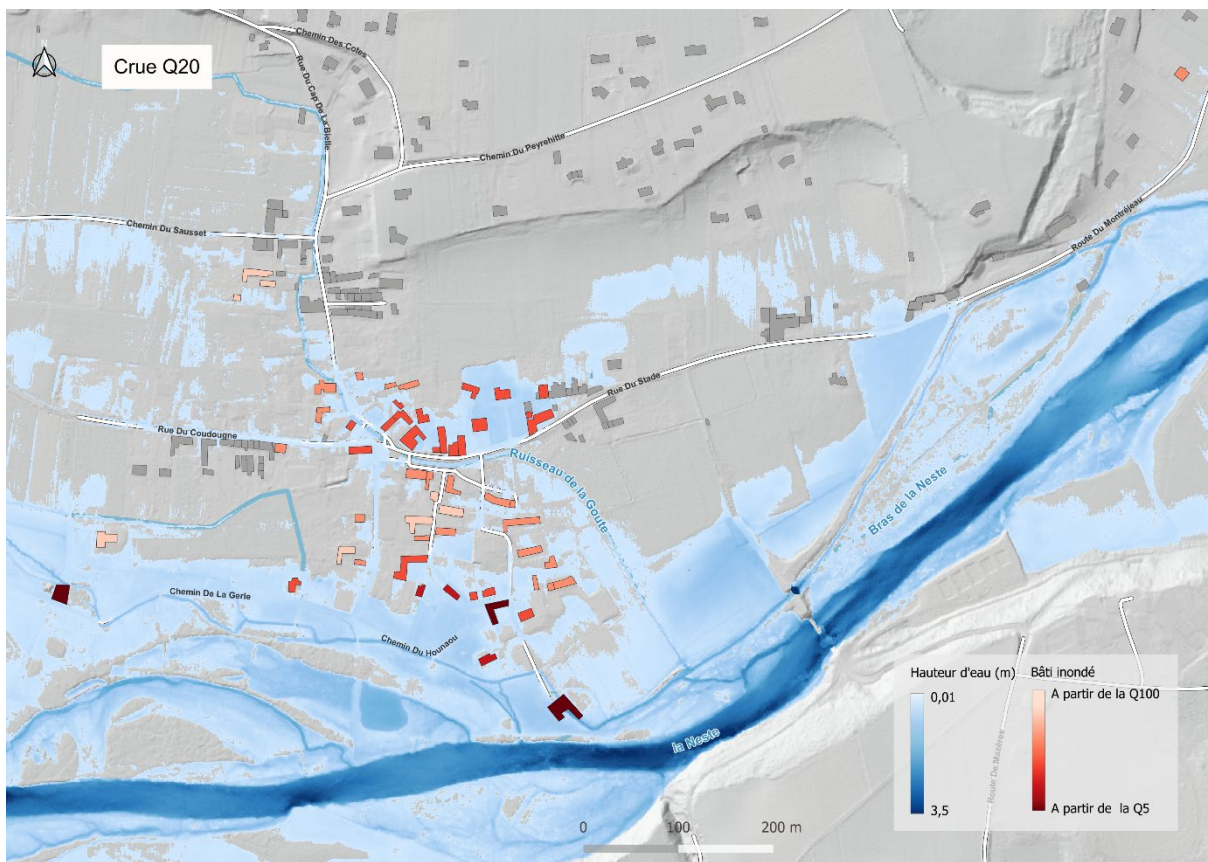 Chemin Des Cotes
N
Crue Q20
Rue Du Cap De La Bielle
Chemin Du Peyrehitte
Chemin Du Sausset
Route Du Montréjeau
Rue Du Stade
Rue Du Coudougne
Ruisseau de la Goute
Bras de la Neste
Chemin De La Gerle
Chemin Du Hounaou
la Neste
Route De Mazères
Hauteur d'eau (m)
0,01
3,5
Bâti inondé
A partir de la Q100
A partir de la Q5
0 100 200 m